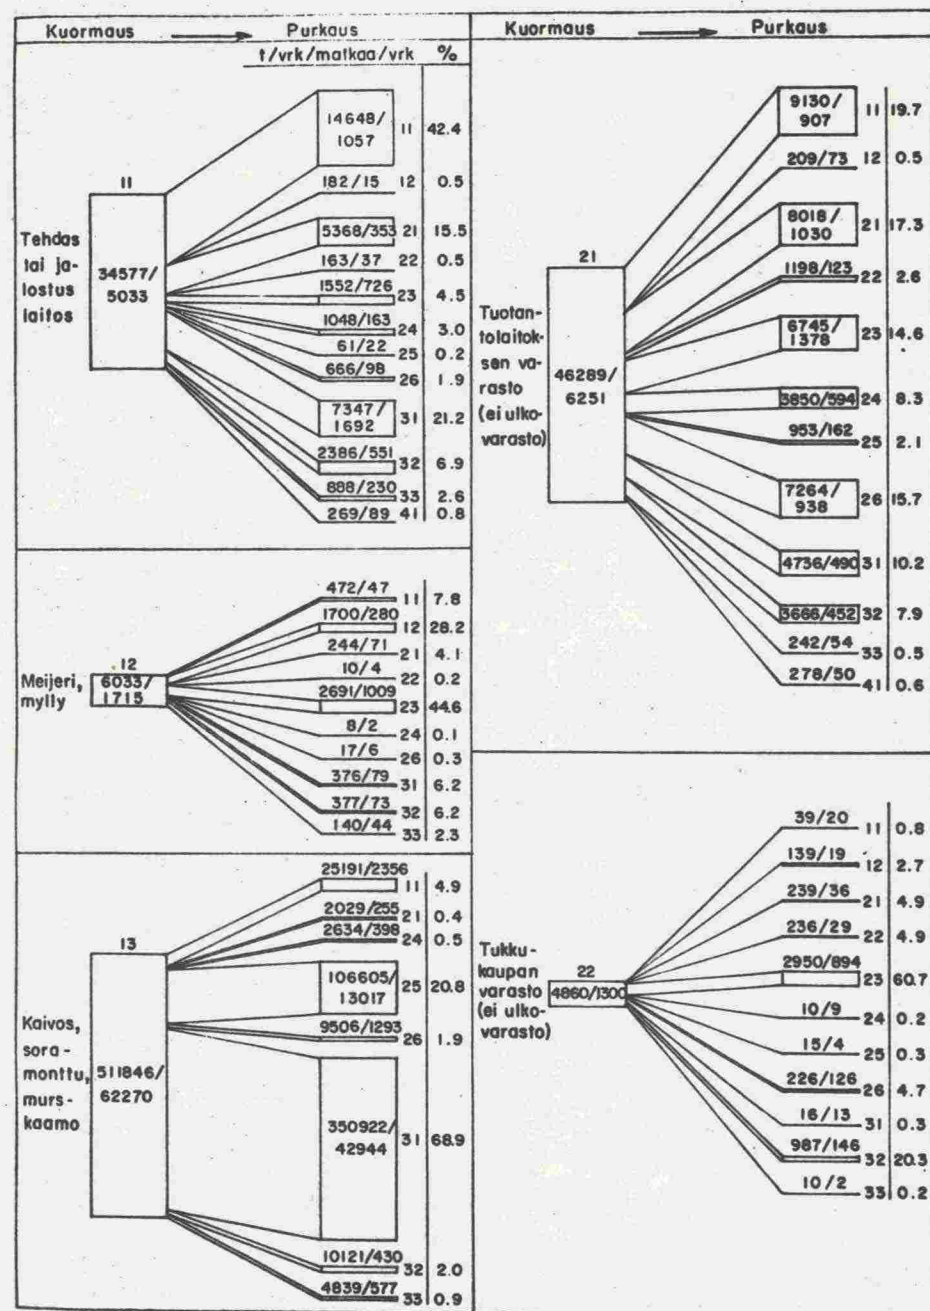 Kuormaus Purkaus
t/vrk/matkaa/vrk %
11
Tehdas
tai ja-
lostus
laitos
34577/
5033
14648/
1057 11 42.4
182/15 12 0.5
5368/353 21 15.5
163/37 22 0.5
1552/726 23 4.5
1048/163 24 3.0
61/22 25 0.2
666/98 26 1.9
7347/
1692 31 21.2
2386/551 32 6.9
888/230 33 2.6
269/89 41 0.8
12
Meijeri,
mylly
6033/
1715
472/47 11 7.8
1700/280 12 28.2
244/71 21 4.1
10/4 22 0.2
2691/1009 23 44.6
8/2 24 0.1
17/6 26 0.3
376/79 31 6.2
377/73 32 6.2
140/44 33 2.3
13
Kaivos,
sora-
monttu,
murs-
kaamo
511846/
62270
25191/2356 11 4.9
2029/255 21 0.4
2634/398 24 0.5
106605/
13017 25 20.8
9506/1293 26 1.9
350922/
42944 31 68.9
10121/430 32 2.0
4839/577 33 0.9
Kuormaus Purkaus
21
Tuotan-
tolaitok-
sen va-
rasto
(ei ulko-
varasto)
46289/
6251
9130/
907 11 19.7
209/73 12 0.5
8018/
1030 21 17.3
1198/123 22 2.6
6745/
1378 23 14.6
3850/594 24 8.3
953/162 25 2.1
7264/
938 26 15.7
4736/490 31 10.2
3666/452 32 7.9
242/54 33 0.5
278/50 41 0.6
22
Tukku-
kaupan
varasto
(ei ulko-
varasto)
4860/1300
39/20 11 0.8
139/19 12 2.7
239/36 21 4.9
236/29 22 4.9
2950/894 23 60.7
10/9 24 0.2
15/4 25 0.3
226/126 26 4.7
16/13 31 0.3
987/146 32 20.3
10/2 33 0.2